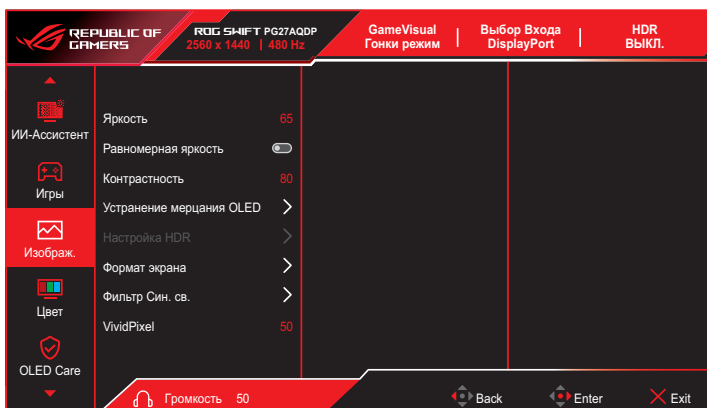 REPUBLIC OF
GAMERS
ROG SWIFT PG27AQDP
2560 x 1440 | 480 Hz
GameVisual
Гонки режим
Выбор Входа
DisplayPort
HDR
ВЫКЛ.
ИИ-Ассистент
Игры
Изображ.
Цвет
OLED Care
Яркость 65
Равномерная яркость
Контрастность 80
Устранение мерцания OLED
Настройка HDR
Формат экрана
Фильтр Син. св.
VividPixel 50
Громкость 50
Back
Enter
Exit